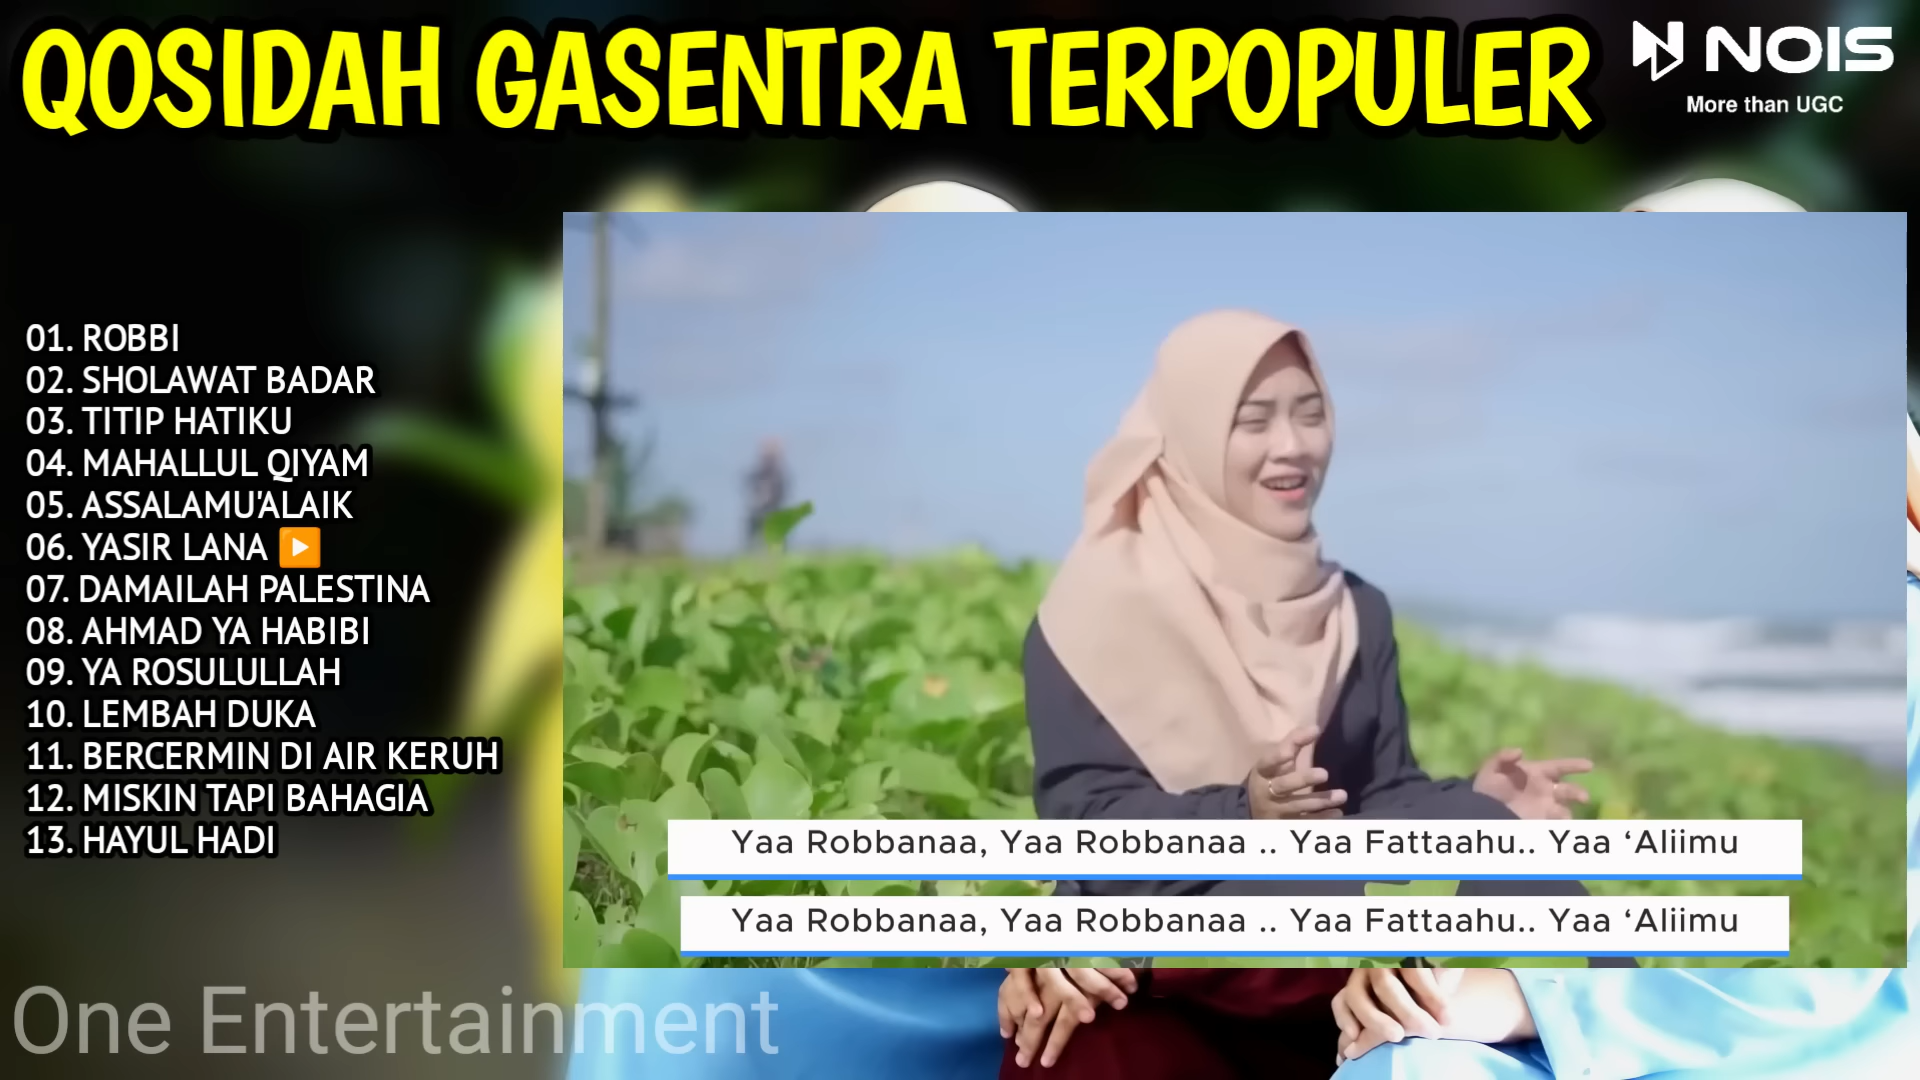 QOSIDAH GASENTRA TERPOPULER
NOIS
More than UGC
01. ROBBI
02. SHOLAWAT BADAR
03. TITIP HATIKU
04. MAHALLUL QIYAM
05. ASSALAMU'ALAIK
06. YASIR LANA ▶️
07. DAMAILAH PALESTINA
08. AHMAD YA HABIBI
09. YA ROSULULLAH
10. LEMBAH DUKA
11. BERCERMIN DI AIR KERUH
12. MISKIN TAPI BAHAGIA
13. HAYUL HADI
Yaa Robbanaa, Yaa Robbanaa .. Yaa Fattaahu.. Yaa ‘Aliimu
Yaa Robbanaa, Yaa Robbanaa .. Yaa Fattaahu.. Yaa ‘Aliimu
One Entertainment